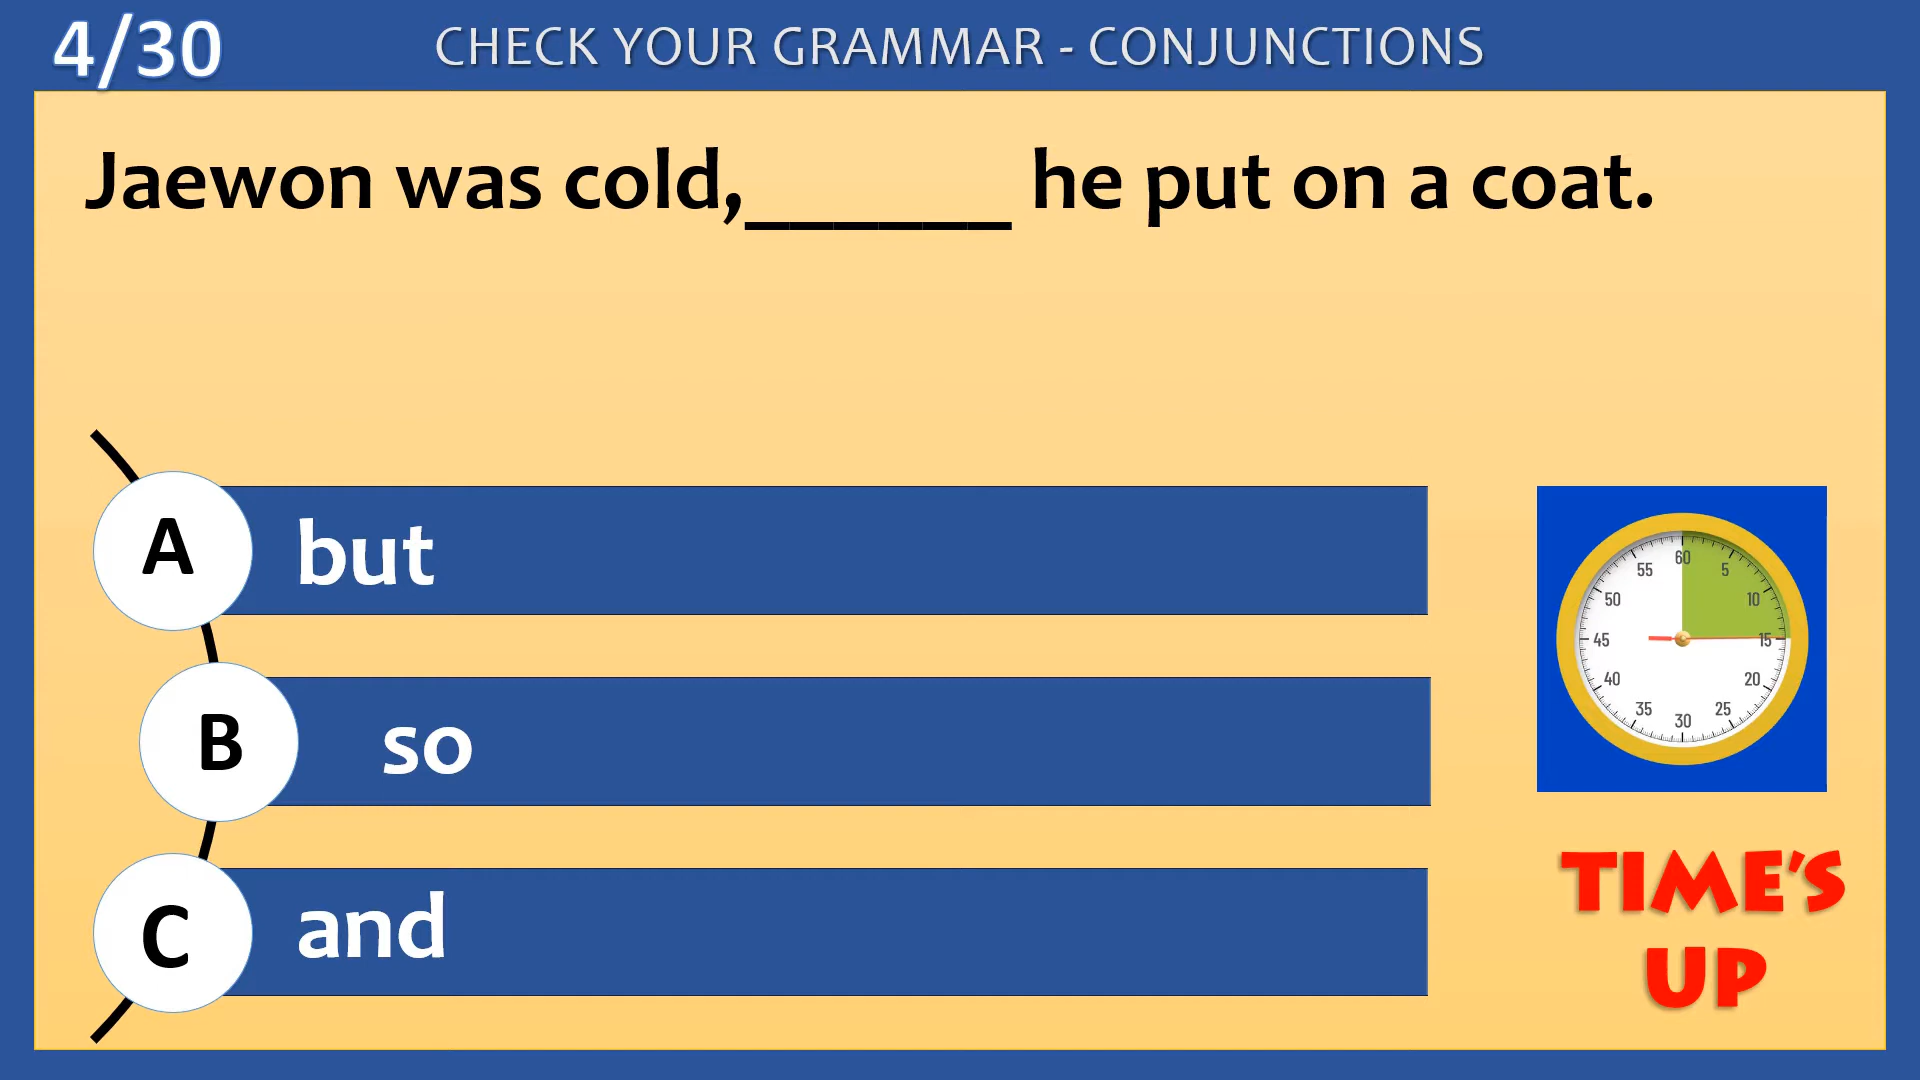 4/30
CHECK YOUR GRAMMAR - CONJUNCTIONS
Jaewon was cold,______ he put on a coat.
A but
B so
C and
60
55 5
50 10
45 15
40 20
35 25
30
TIME'S
UP